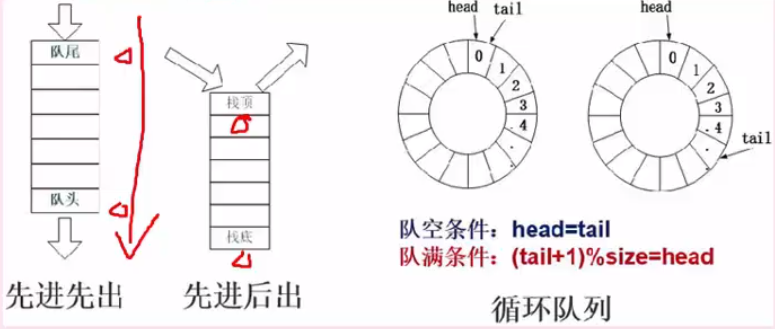 队尾
队头
先进先出
栈顶
栈底
先进后出
head tail
0
1
2
3
4
head
0
1
2
3
4
tail
队空条件：head=tail
队满条件：(tail+1)%size=head
循环队列